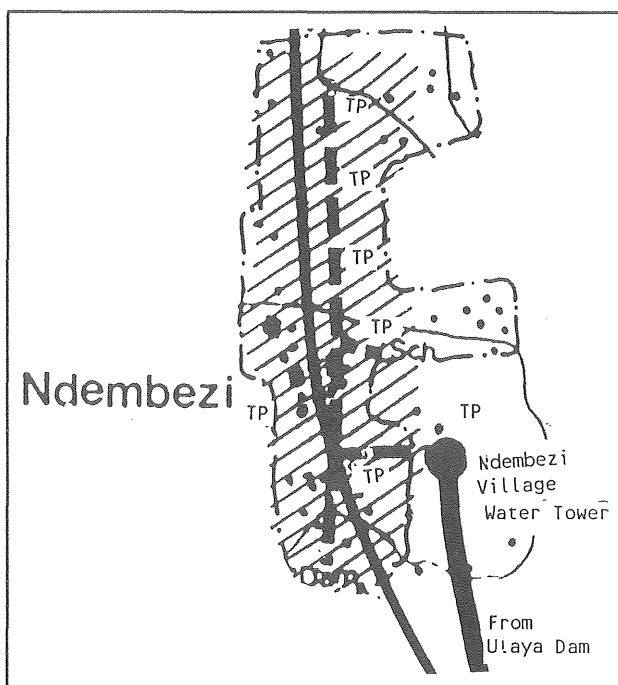 TP
TP
TP
TP
Sch
Ndembezi
TP
TP
TP
Ndembezi
Village
Water Tower
From
Ulaya Dam